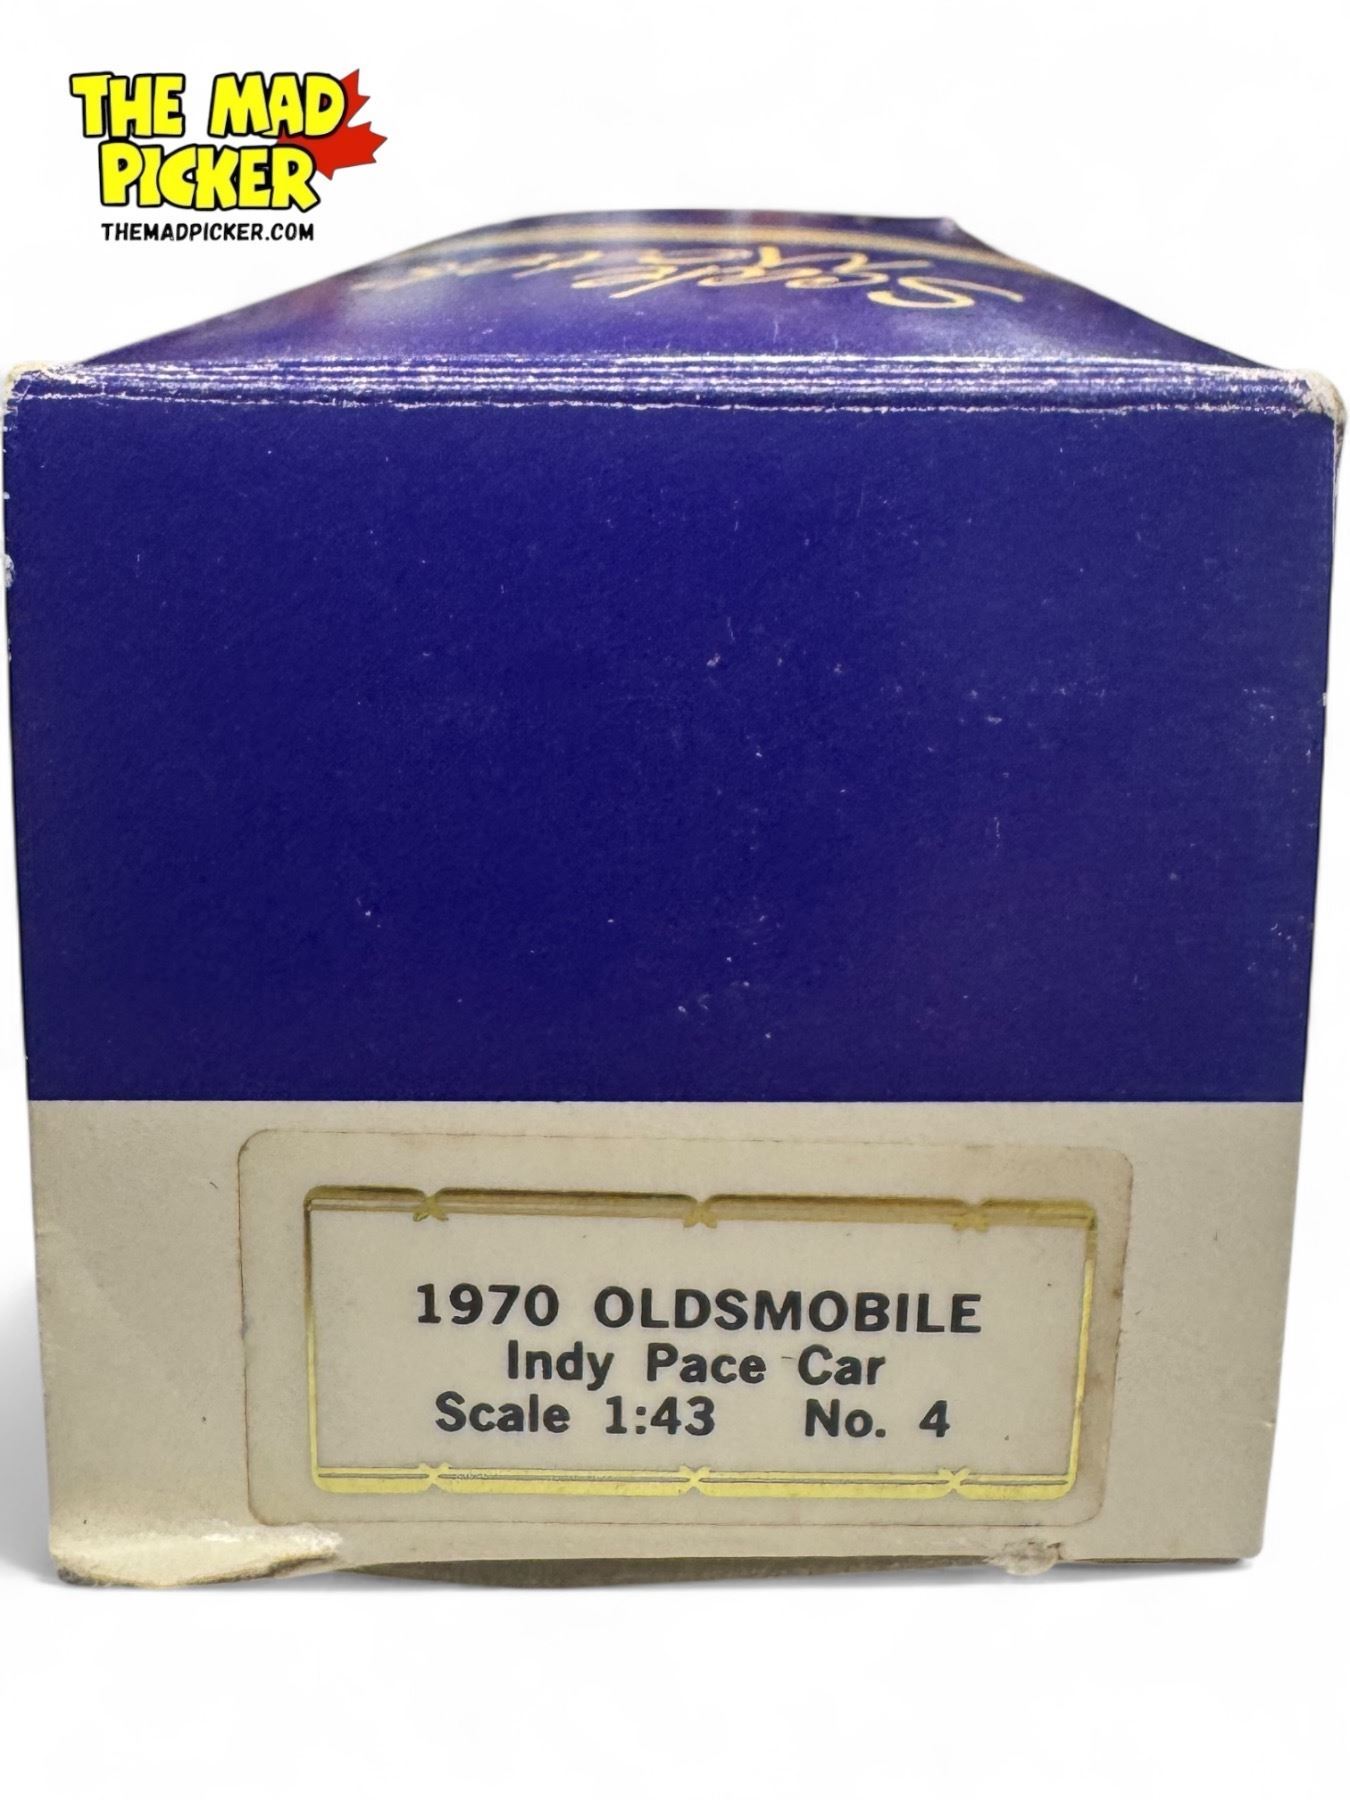 THE MAD
PICKER
THEMADPICKER.COM
1970 OLDSMOBILE
Indy Pace Car
Scale 1:43 No. 4